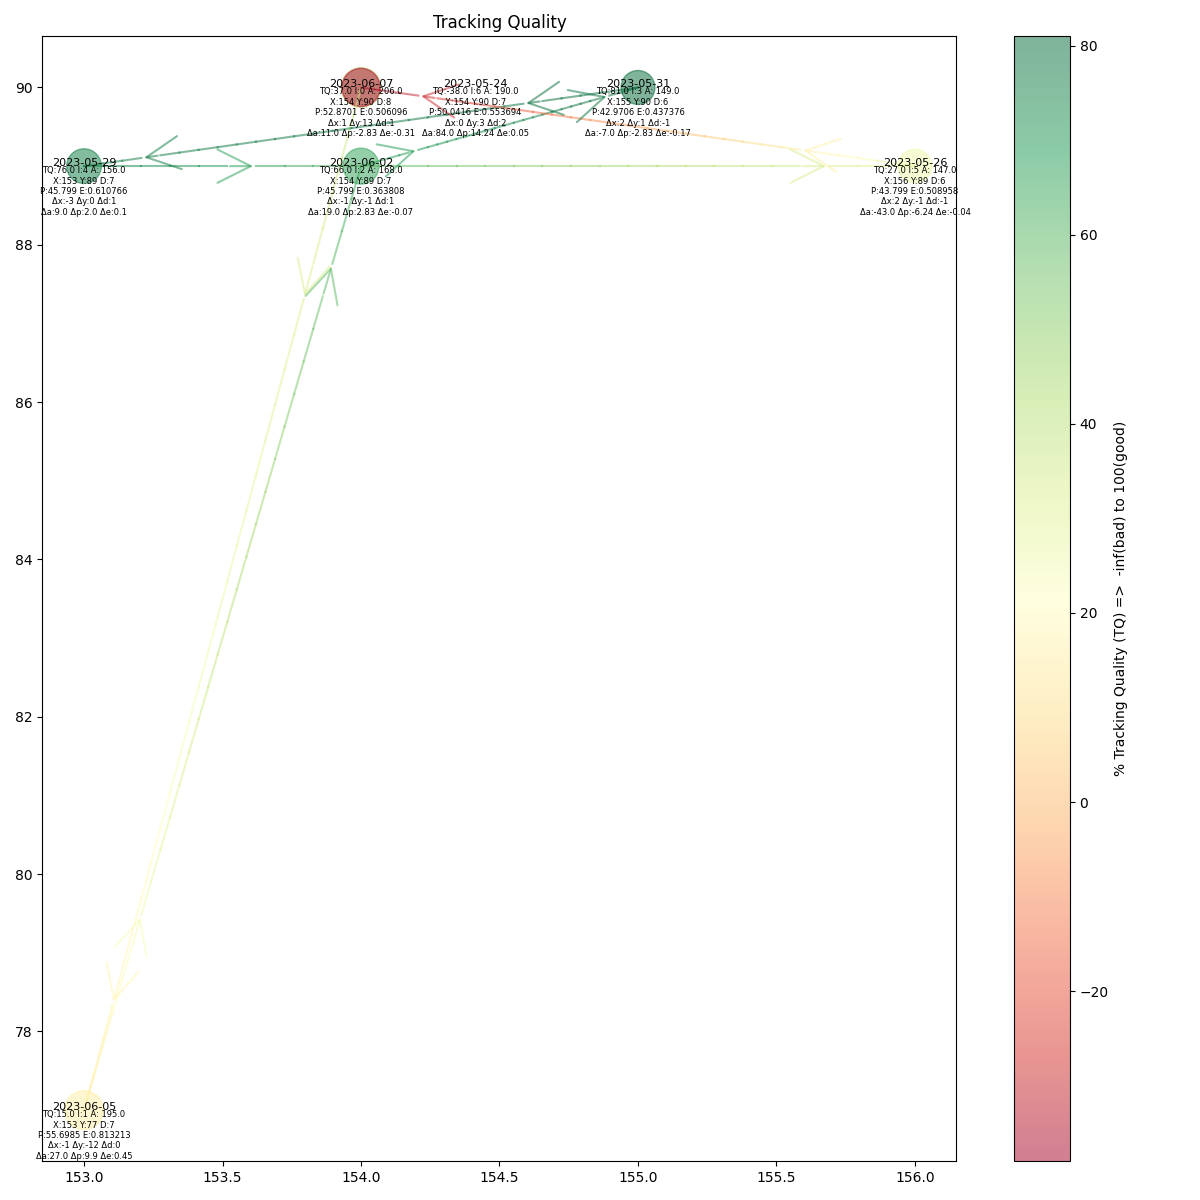 Tracking Quality
2023-06-07
TQ:37.0 I:0 A: 206.0
X:154 Y:90 D:8
P:52.8701 E:0.506096
Δx:1 Δy:13 Δd:1
Δa:11.0 Δp:-2.83 Δe:-0.31
2023-05-24
TQ:-38.0 I:6 A: 190.0
X:154 Y:90 D:7
P:50.0416 E:0.553694
Δx:0 Δy:3 Δd:2
Δa:84.0 Δp:14.24 Δe:0.05
2023-05-31
TQ:81.0 I:3 A: 149.0
X:155 Y:90 D:6
P:42.9706 E:0.437376
Δx:2 Δy:1 Δd:-1
Δa:-7.0 Δp:-2.83 Δe:-0.17
2023-05-29
TQ:76.0 I:4 A: 156.0
X:153 Y:89 D:7
P:45.799 E:0.610766
Δx:-3 Δy:0 Δd:1
Δa:9.0 Δp:2.0 Δe:0.1
2023-06-02
TQ:66.0 I:2 A: 168.0
X:154 Y:89 D:7
P:45.799 E:0.363808
Δx:-1 Δy:-1 Δd:1
Δa:19.0 Δp:2.83 Δe:-0.07
2023-05-26
TQ:27.0 I:5 A: 147.0
X:156 Y:89 D:6
P:43.799 E:0.508958
Δx:2 Δy:-1 Δd:-1
Δa:-43.0 Δp:-6.24 Δe:-0.04
2023-06-05
TQ:15.0 I:1 A: 195.0
X:153 Y:77 D:7
P:55.6985 E:0.813213
Δx:-1 Δy:-12 Δd:0
Δa:27.0 Δp:9.9 Δe:0.45
90
88
86
84
82
80
78
153.0
153.5
154.0
154.5
155.0
155.5
156.0
80
60
40
20
0
−20
% Tracking Quality (TQ) => -inf(bad) to 100(good)